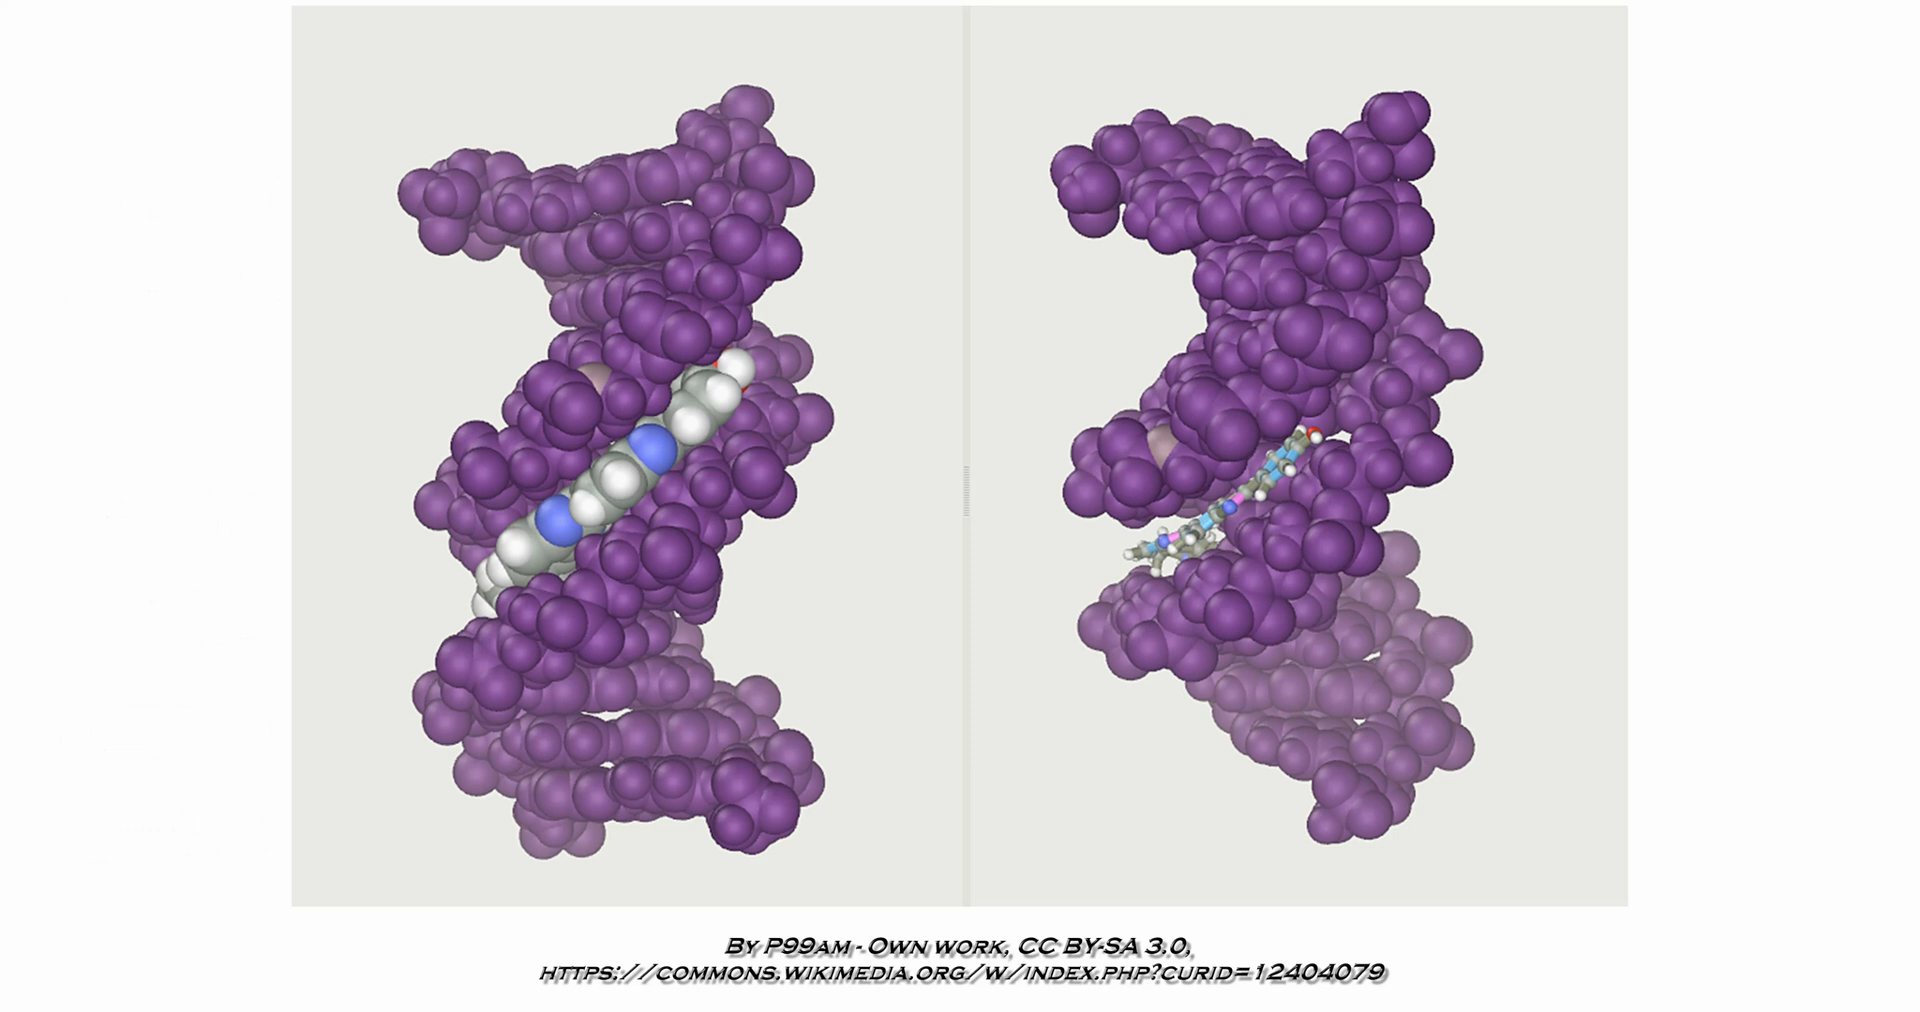 By P99am - Own work, CC BY-SA 3.0,
https://commons.wikimedia.org/w/index.php?curid=12404079